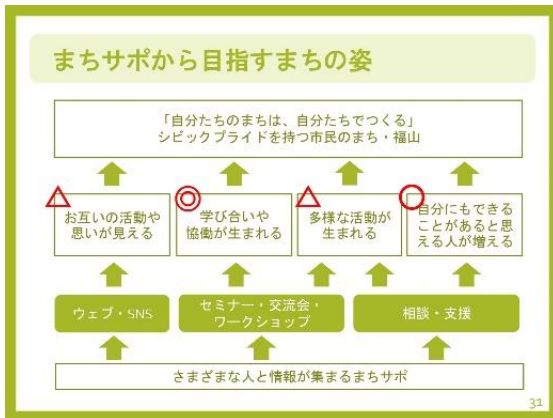 まちサポから目指すまちの姿
「自分たちのまちは、自分たちでつくる」
シビックプライドを持つ市民のまち・福山
お互いの活動や
思いが見える
学び合いや
協働が生まれる
多様な活動が
生まれる
自分にもできる
ことがあると思
える人が増える
ウェブ・SNS
セミナー・交流会・
ワークショップ
相談・支援
さまざまな人と情報が集まるまちサポ
31